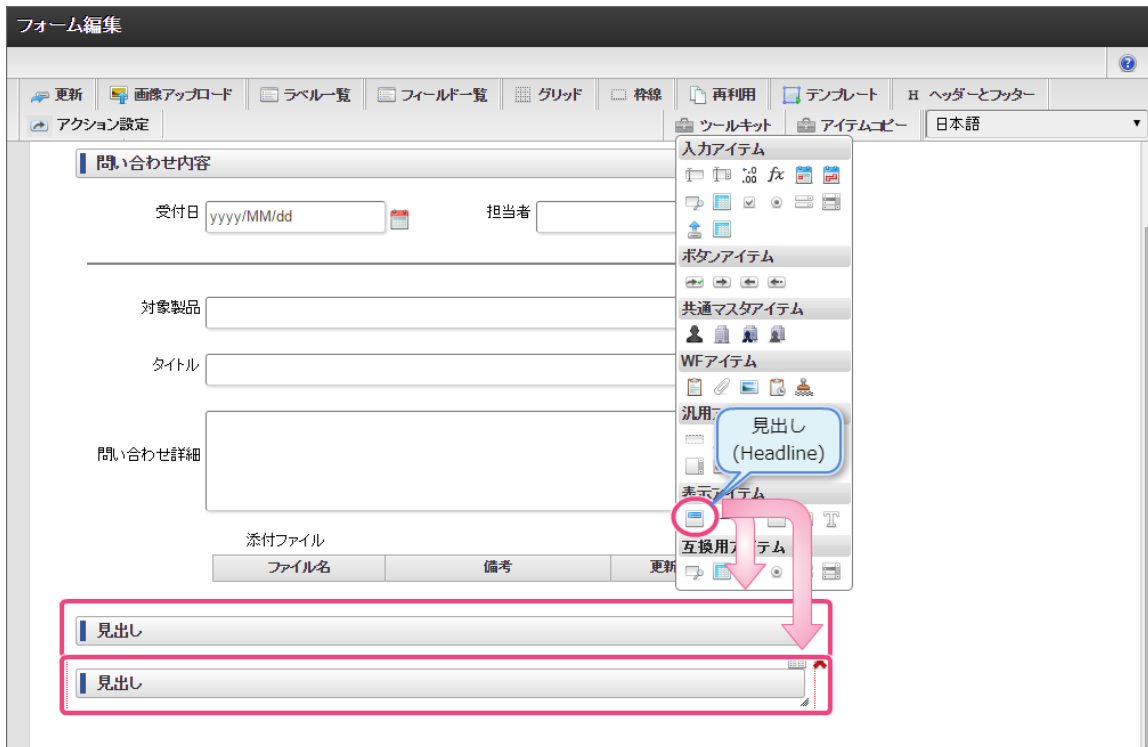 フォーム編集
更新 画像アップロード ラベル一覧 フィールド一覧 グリッド 枠線 再利用 テンプレート H ヘッダーとフッター
アクション設定 ツールキット アイテムコピー 日本語
問い合わせ内容
入力アイテム
受付日 yyyy/MM/dd 担当者
ボタンアイテム
対象製品
共通マスタアイテム
タイトル
WFアイテム
汎用
見出し
(Headline)
問い合わせ詳細
表示アイテム
添付ファイル
互換用アイテム
ファイル名 備考 更新
見出し
見出し